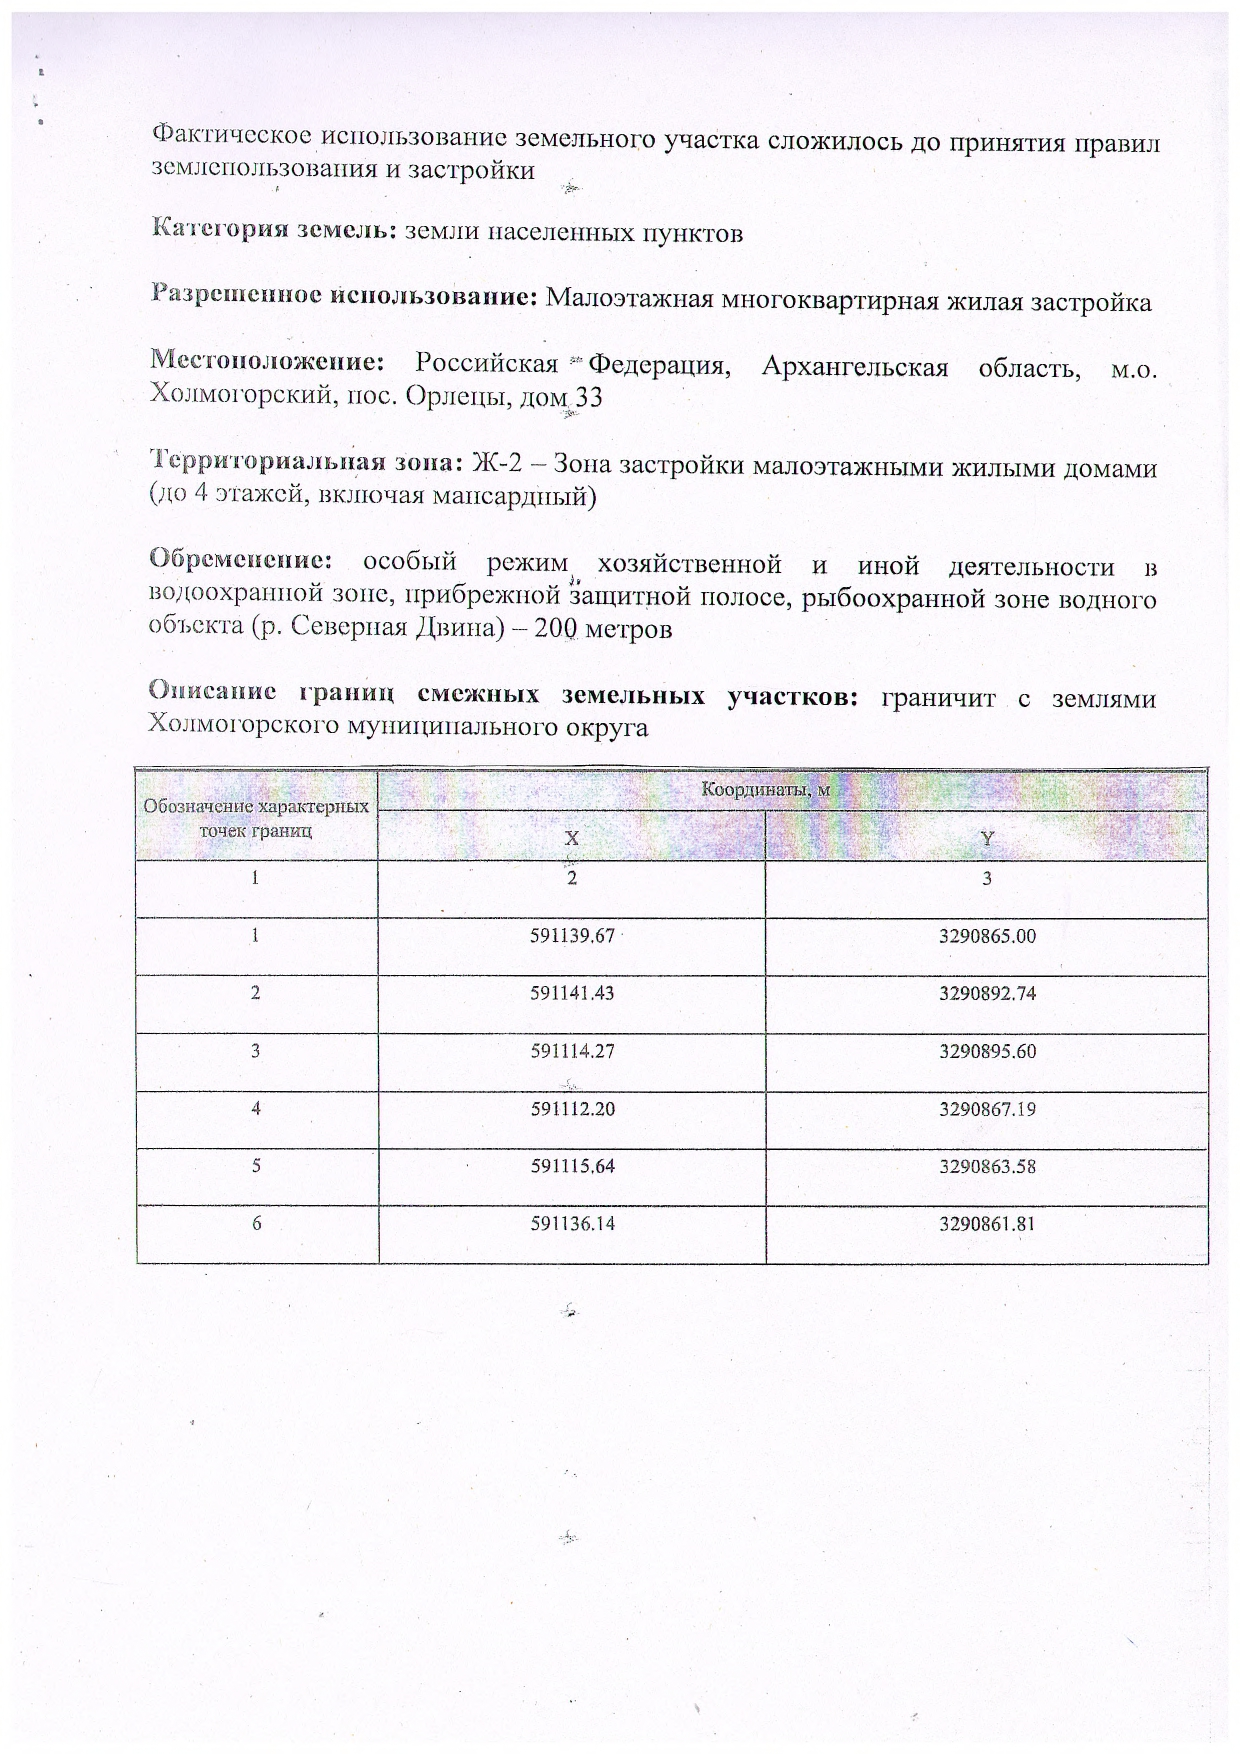 Фактическое использование земельного участка сложилось до принятия правил
землепользования и застройки
Категория земель: земли населенных пунктов
Разрешенное использование: Малоэтажная многоквартирная жилая застройка
Местоположение: Российская Федерация, Архангельская область, м.о.
Холмогорский, пос. Орлецы, дом 33
Территориальная зона: Ж-2 – Зона застройки малоэтажными жилыми домами
(до 4 этажей, включая мансардный)
Обременение: особый режим хозяйственной и иной деятельности в
водоохранной зоне, прибрежной защитной полосе, рыбоохранной зоне водного
объекта (р. Северная Двина) – 200 метров
Описание границ смежных земельных участков: граничит с землями
Холмогорского муниципального округа
Обозначение характерных
точек границ
Координаты, м
X Y
1 2 3
1 591139.67 3290865.00
2 591141.43 3290892.74
3 591114.27 3290895.60
4 591112.20 3290867.19
5 591115.64 3290863.58
6 591136.14 3290861.81